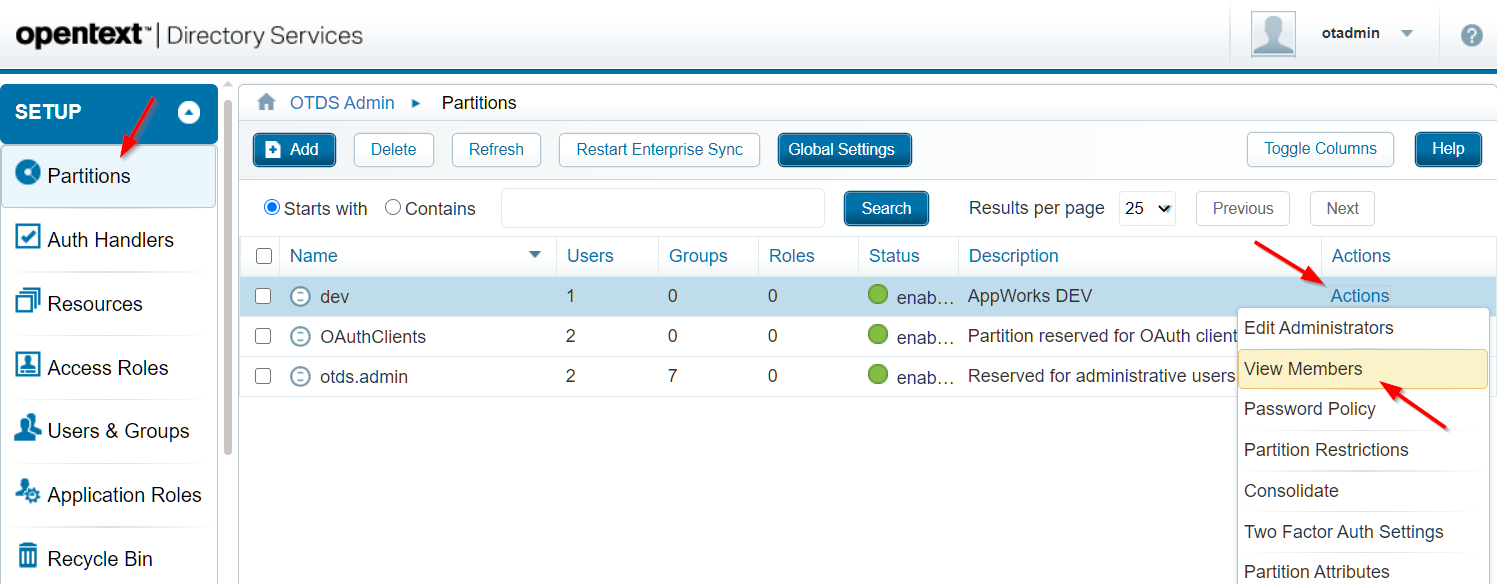 opentext™ | Directory Services
otadmin
?
SETUP
Partitions
Auth Handlers
Resources
Access Roles
Users & Groups
Application Roles
Recycle Bin
OTDS Admin ▸ Partitions
Add Delete Refresh Restart Enterprise Sync Global Settings Toggle Columns Help
Starts with Contains Search Results per page 25 Previous Next
Name Users Groups Roles Status Description Actions
dev 1 0 0 enab... AppWorks DEV Actions
OAuthClients 2 0 0 enab... Partition reserved for OAuth client
otds.admin 2 7 0 enab... Reserved for administrative users
Edit Administrators
View Members
Password Policy
Partition Restrictions
Consolidate
Two Factor Auth Settings
Partition Attributes